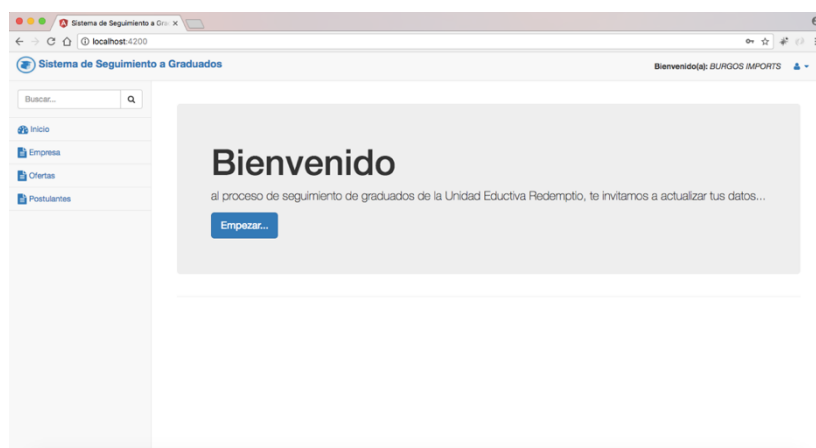 Sistema de Seguimiento a Gra
localhost:4200
Sistema de Seguimiento a Graduados
Bienvenido(a): BURGOS IMPORTS
Buscar...
Inicio
Empresa
Ofertas
Postulantes
Bienvenido
al proceso de seguimiento de graduados de la Unidad Eductiva Redemptio, te invitamos a actualizar tus datos...
Empezar...